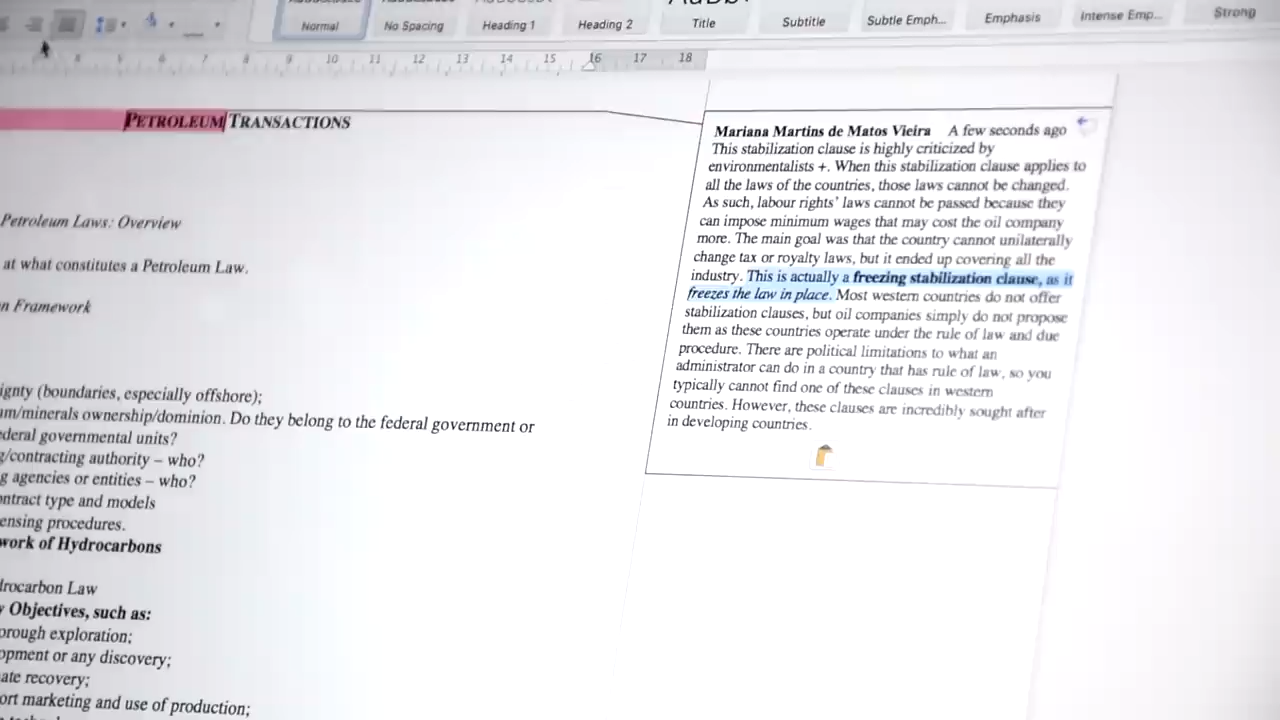 Normal
No Spacing
Heading 1
Heading 2
Title
Subtitle
Subtle Emph...
Emphasis
Intense Emp...
Strong
5 6 7 8 9 10 11 12 13 14 15 16 17 18
PETROLEUM TRANSACTIONS
Petroleum Laws: Overview
at what constitutes a Petroleum Law.
Framework
(boundaries, especially offshore);
ownership/dominion. Do they belong to the federal government or
governmental units?
contracting authority – who?
agencies or entities – who?
type and models
procedures.
of Hydrocarbons
Law
Objectives, such as:
exploration;
or any discovery;
recovery;
marketing and use of production;
Mariana Martins de Matos Vieira A few seconds ago
This stabilization clause is highly criticized by
environmentalists +. When this stabilization clause applies to
all the laws of the countries, those laws cannot be changed.
As such, labour rights' laws cannot be passed because they
can impose minimum wages that may cost the oil company
more. The main goal was that the country cannot unilaterally
change tax or royalty laws, but it ended up covering all the
industry. This is actually a freezing stabilization clause, as it
freezes the law in place. Most western countries do not offer
stabilization clauses, but oil companies simply do not propose
them as these countries operate under the rule of law and due
procedure. There are political limitations to what an
administrator can do in a country that has rule of law, so you
typically cannot find one of these clauses in western
countries. However, these clauses are incredibly sought after
in developing countries.